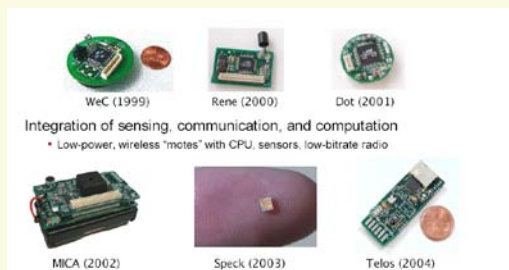 WeC (1999) Rene (2000) Dot (2001)
Integration of sensing, communication, and computation
• Low-power, wireless “motes” with CPU, sensors, low-bitrate radio
MICA (2002) Speck (2003) Telos (2004)